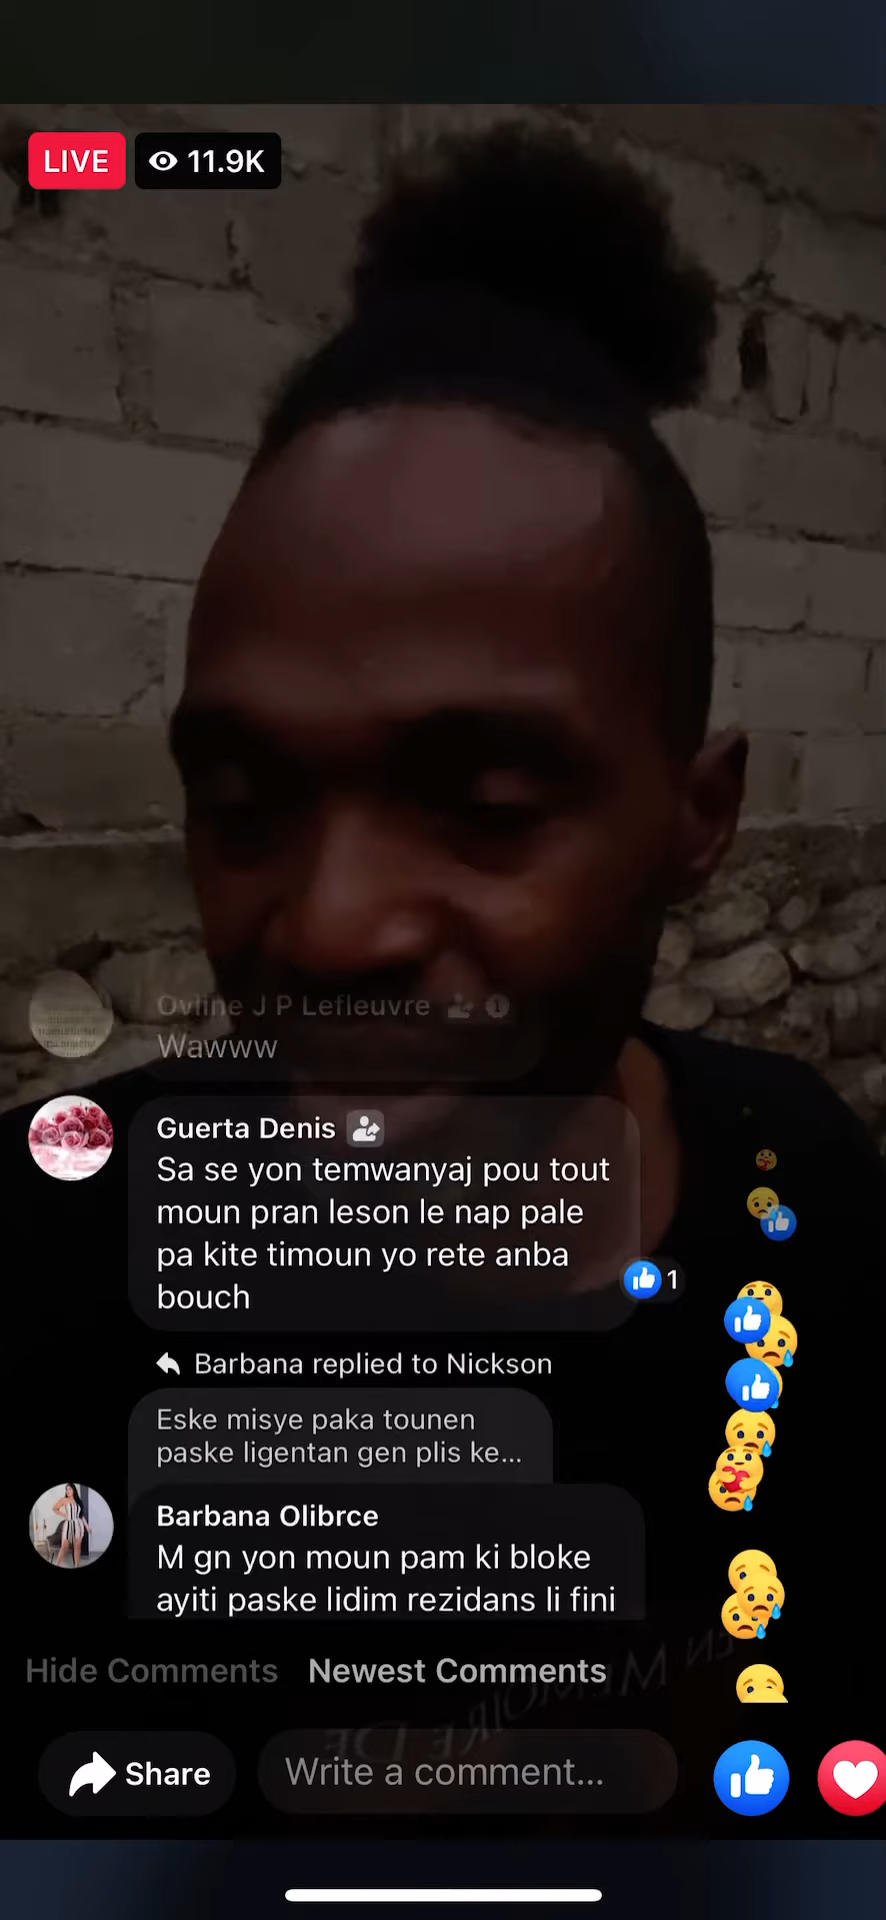 LIVE
11.9K
Ovline J P Lefleuvre
Wawww
Guerta Denis
Sa se yon temwanyaj pou tout
moun pran leson le nap pale
pa kite timoun yo rete anba
bouch
1
Barbana replied to Nickson
Eske misye paka tounen
paske ligentan gen plis ke...
Barbana Olibrce
M gn yon moun pam ki bloke
ayiti paske lidim rezidans li fini
Hide Comments Newest Comments
EN MEMOIRE DE
Share
Write a comment...